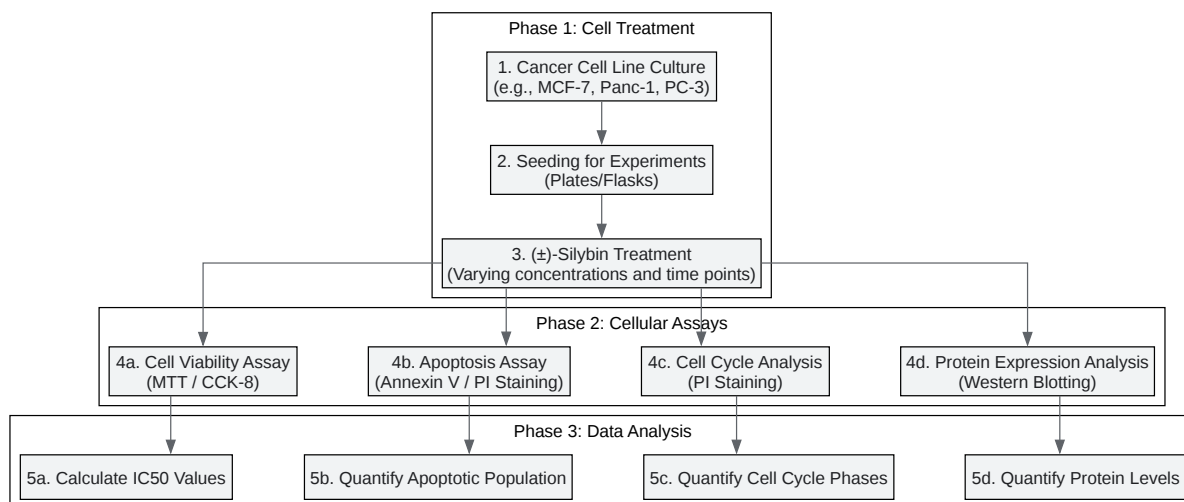 Phase 1: Cell Treatment
1. Cancer Cell Line Culture
(e.g., MCF-7, Panc-1, PC-3)
2. Seeding for Experiments
(Plates/Flasks)
3. (±)-Silybin Treatment
(Varying concentrations and time points)
Phase 2: Cellular Assays
4a. Cell Viability Assay
(MTT / CCK-8)
4b. Apoptosis Assay
(Annexin V / PI Staining)
4c. Cell Cycle Analysis
(PI Staining)
4d. Protein Expression Analysis
(Western Blotting)
Phase 3: Data Analysis
5a. Calculate IC50 Values
5b. Quantify Apoptotic Population
5c. Quantify Cell Cycle Phases
5d. Quantify Protein Levels